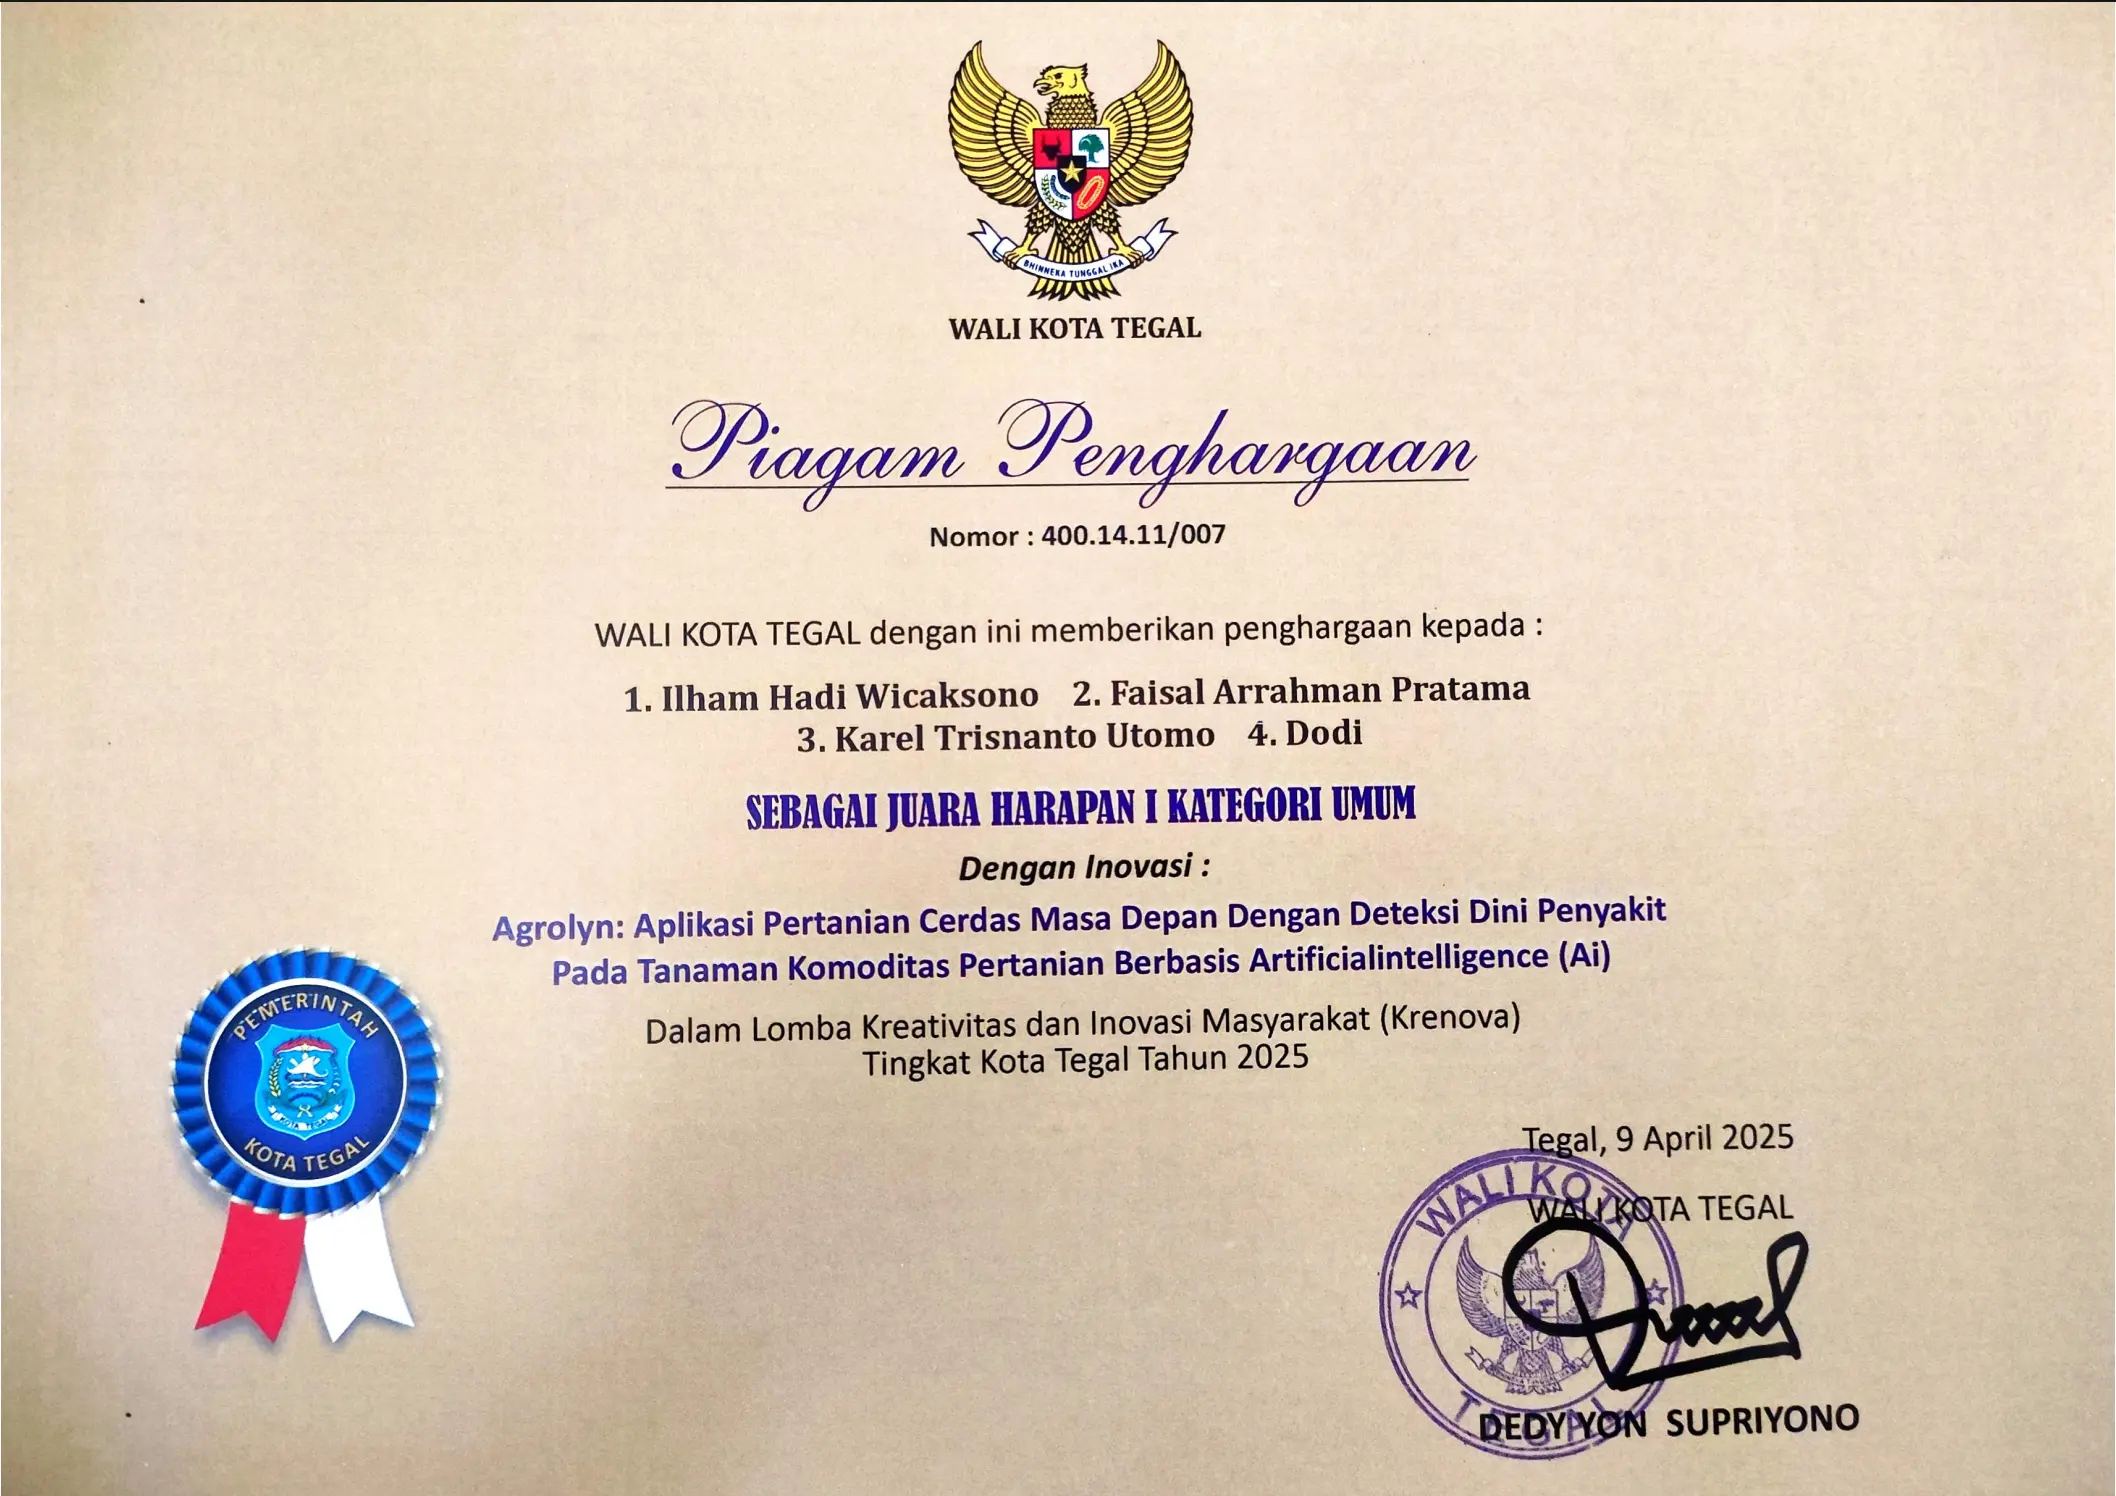 BHINNEKA TUNGGAL IKA
WALI KOTA TEGAL
Piagam Penghargaan
Nomor : 400.14.11/007
WALI KOTA TEGAL dengan ini memberikan penghargaan kepada :
1. Ilham Hadi Wicaksono 2. Faisal Arrahman Pratama
3. Karel Trisnanto Utomo 4. Dodi
SEBAGAI JUARA HARAPAN I KATEGORI UMUM
Dengan Inovasi :
Agrolyn: Aplikasi Pertanian Cerdas Masa Depan Dengan Deteksi Dini Penyakit
Pada Tanaman Komoditas Pertanian Berbasis Artificialintelligence (Ai)
Dalam Lomba Kreativitas dan Inovasi Masyarakat (Krenova)
Tingkat Kota Tegal Tahun 2025
PEMERINTAH
KOTA TEGAL
KOTA TEGAL
Tegal, 9 April 2025
WALI KOTA TEGAL
WALI KOTA
TEGAL
DEDY YON SUPRIYONO